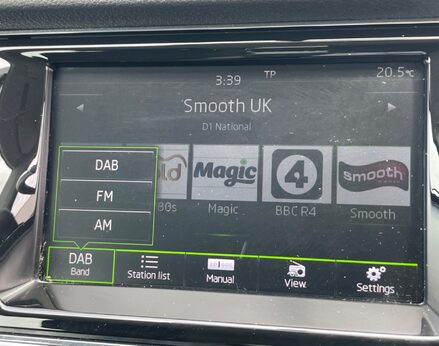 3:39 TP 20.5°C
Smooth UK
D1 National
DAB
FM
AM
Magic
4
smooth
80s
Magic
BBC R4
Smooth
DAB
Band
Station list
Manual
View
Settings